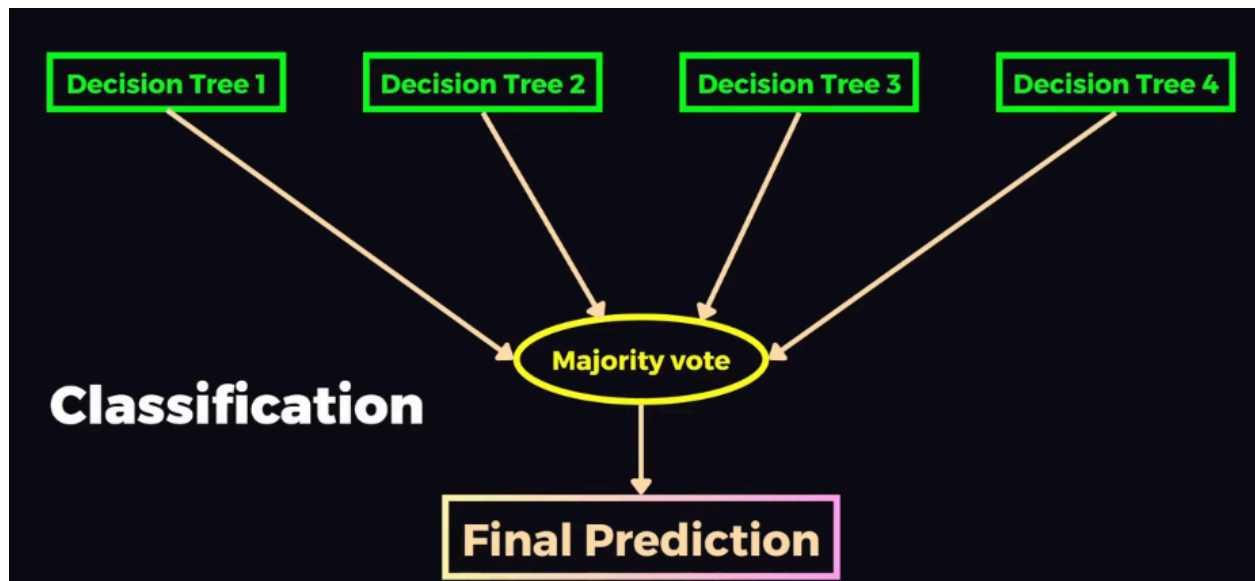 Decision Tree 1
Decision Tree 2
Decision Tree 3
Decision Tree 4
Majority vote
Classification
Final Prediction